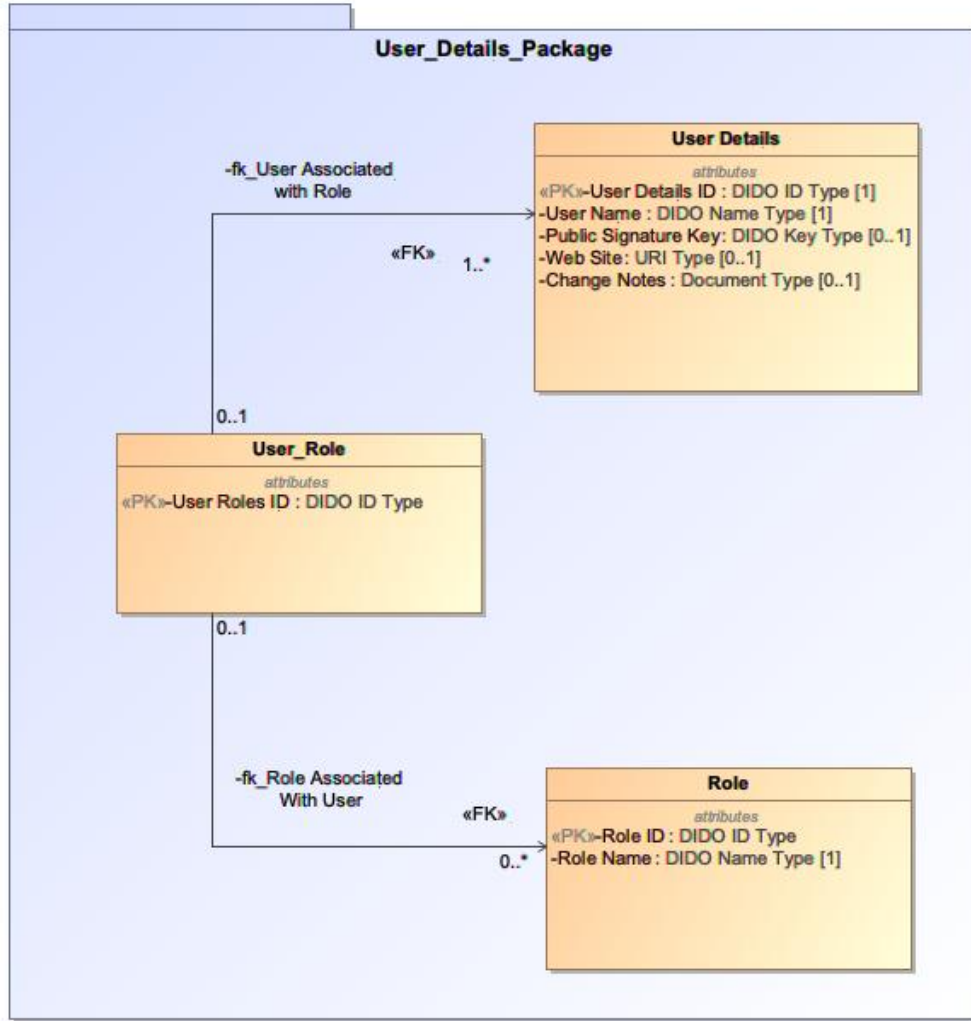 User_Details_Package
User Details
attributes
«PK»-User Details ID : DIDO ID Type [1]
-User Name : DIDO Name Type [1]
-Public Signature Key: DIDO Key Type [0..1]
-Web Site: URI Type [0..1]
-Change Notes : Document Type [0..1]
-fk_User Associated
with Role
«FK»
1..*
0..1
User_Role
attributes
«PK»-User Roles ID : DIDO ID Type
0..1
-fk_Role Associated
With User
«FK»
0..*
Role
attributes
«PK»-Role ID : DIDO ID Type
-Role Name : DIDO Name Type [1]